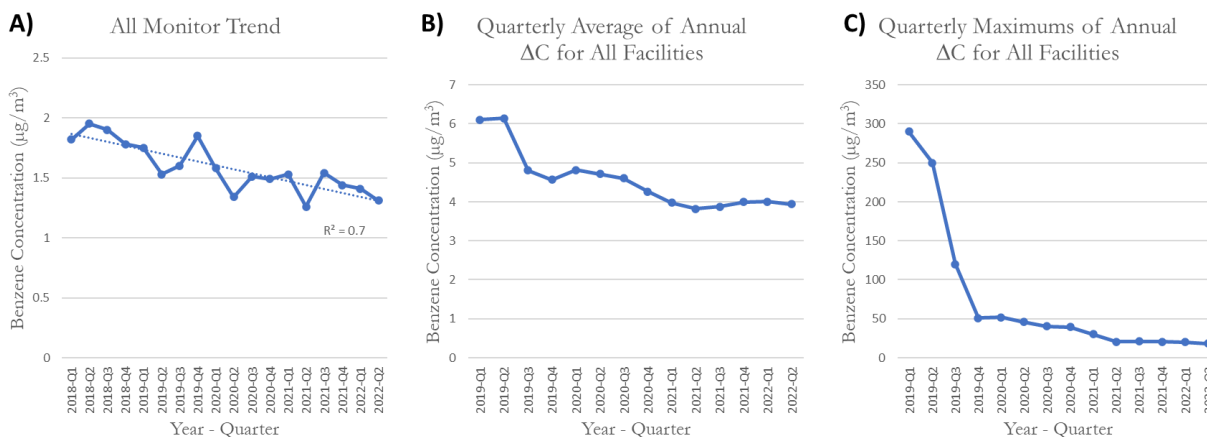 A)
All Monitor Trend
Benzene Concentration (µg/m³)
2.5
2
1.5
1
0.5
0
R² = 0.7
2018-Q1
2018-Q2
2018-Q3
2018-Q4
2019-Q1
2019-Q2
2019-Q3
2019-Q4
2020-Q1
2020-Q2
2020-Q3
2020-Q4
2021-Q1
2021-Q2
2021-Q3
2021-Q4
2022-Q1
2022-Q2
Year - Quarter
B)
Quarterly Average of Annual
ΔC for All Facilities
Benzene Concentration (µg/m³)
7
6
5
4
3
2
1
0
2019-Q1
2019-Q2
2019-Q3
2019-Q4
2020-Q1
2020-Q2
2020-Q3
2020-Q4
2021-Q1
2021-Q2
2021-Q3
2021-Q4
2022-Q1
2022-Q2
Year - Quarter
C)
Quarterly Maximums of Annual
ΔC for All Facilities
Benzene Concentration (µg/m³)
350
300
250
200
150
100
50
0
2019-Q1
2019-Q2
2019-Q3
2019-Q4
2020-Q1
2020-Q2
2020-Q3
2020-Q4
2021-Q1
2021-Q2
2021-Q3
2021-Q4
2022-Q1
2022-Q2
Year - Quarter